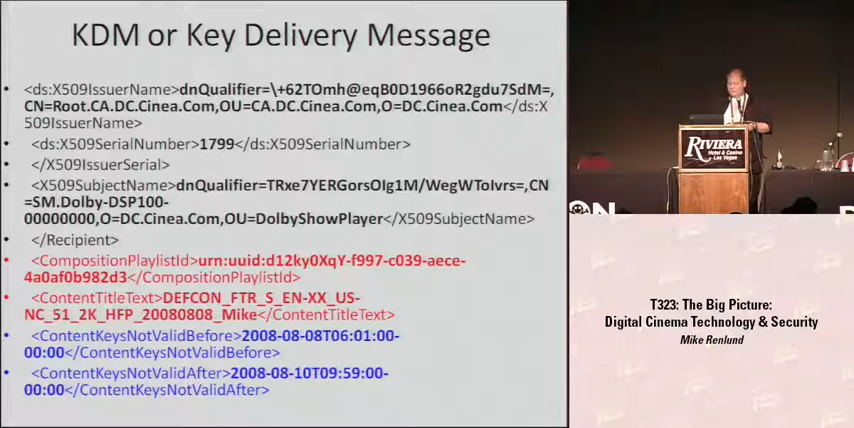 KDM or Key Delivery Message
<ds:X509IssuerName>dnQualifier=\+62TOmh@eqB0D1966oR2gdu7SdM=,
CN=Root.CA.DC.Cinea.Com,OU=CA.DC.Cinea.Com,O=DC.Cinea.Com</ds:X
509IssuerName>
<ds:X509SerialNumber>1799</ds:X509SerialNumber>
</X509IssuerSerial>
<X509SubjectName>dnQualifier=TRxe7YERGorsOIg1M/WegWToIvrs=,CN
=SM.Dolby-DSP100-
00000000,O=DC.Cinea.Com,OU=DolbyShowPlayer</X509SubjectName>
</Recipient>
<CompositionPlaylistId>urn:uuid:d12ky0XqY-f997-c039-aece-
4a0af0b982d3</CompositionPlaylistId>
<ContentTitleText>DEFCON_FTR_S_EN-XX_US-
NC_51_2K_HFP_20080808_Mike</ContentTitleText>
<ContentKeysNotValidBefore>2008-08-08T06:01:00-
00:00</ContentKeysNotValidBefore>
<ContentKeysNotValidAfter>2008-08-10T09:59:00-
00:00</ContentKeysNotValidAfter>
RIVIERA
Hotel & Casino
Las Vegas
T323: The Big Picture:
Digital Cinema Technology & Security
Mike Renlund